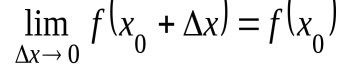 lim f(x₀ + Δx) = f(x₀)
Δx→0